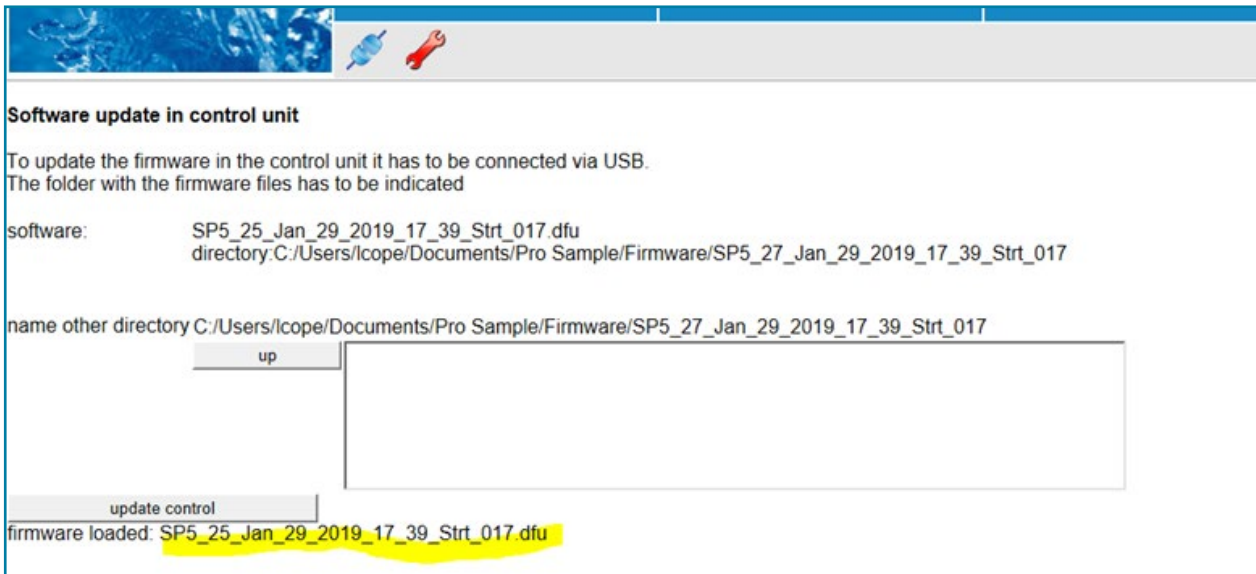 Software update in control unit
To update the firmware in the control unit it has to be connected via USB.
The folder with the firmware files has to be indicated
software: SP5_25_Jan_29_2019_17_39_Strt_017.dfu
directory:C:/Users/lcope/Documents/Pro Sample/Firmware/SP5_27_Jan_29_2019_17_39_Strt_017
name other directory C:/Users/lcope/Documents/Pro Sample/Firmware/SP5_27_Jan_29_2019_17_39_Strt_017
up
update control
firmware loaded: SP5_25_Jan_29_2019_17_39_Strt_017.dfu